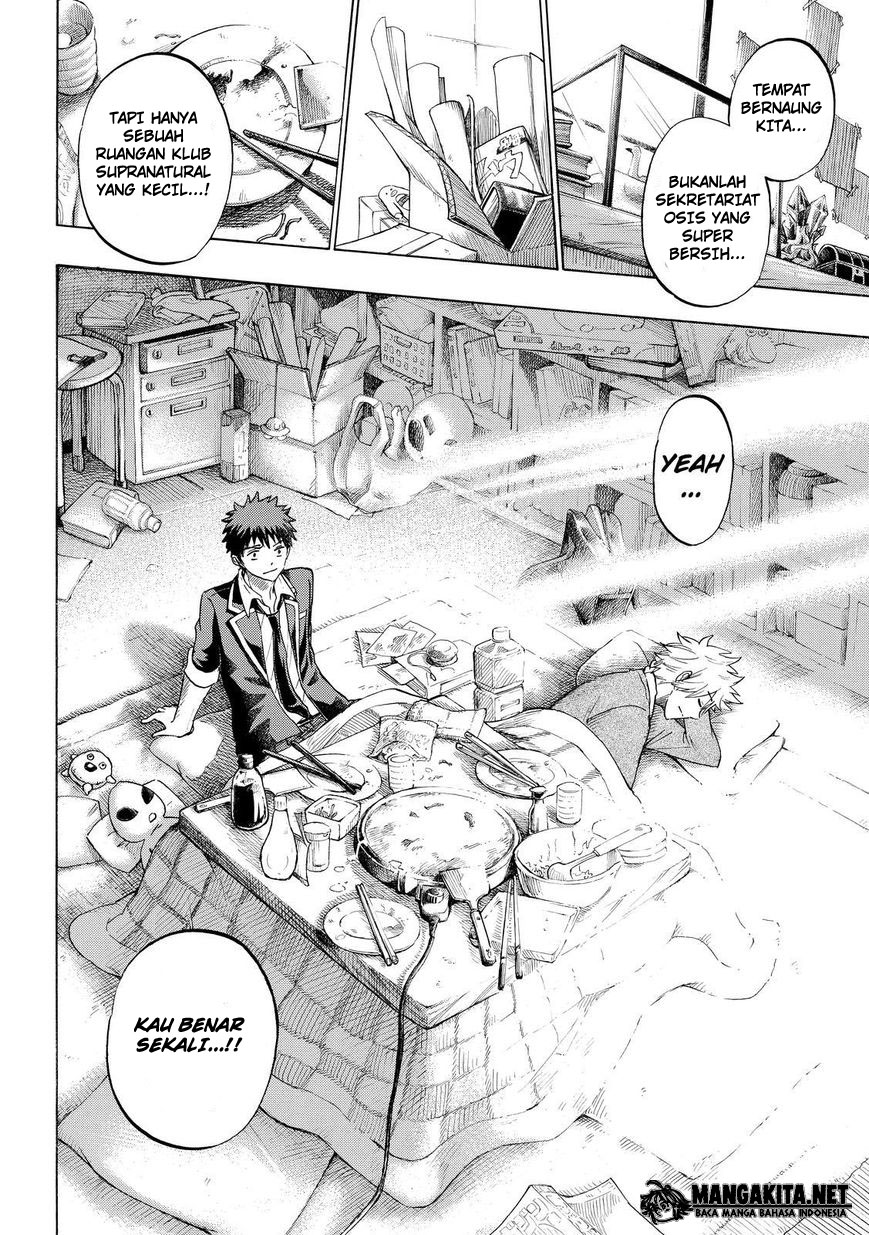 TEMPAT
BERNAUNG
KITA...
BUKANLAH
SEKRETARIAT
OSIS YANG
SUPER
BERSIH...
TAPI HANYA
SEBUAH
RUANGAN KLUB
SUPRANATURAL
YANG KECIL...!
YEAH
...
KAU BENAR
SEKALI...!!
MANGAKITA.NET
BACA MANGA BAHASA INDONESIA